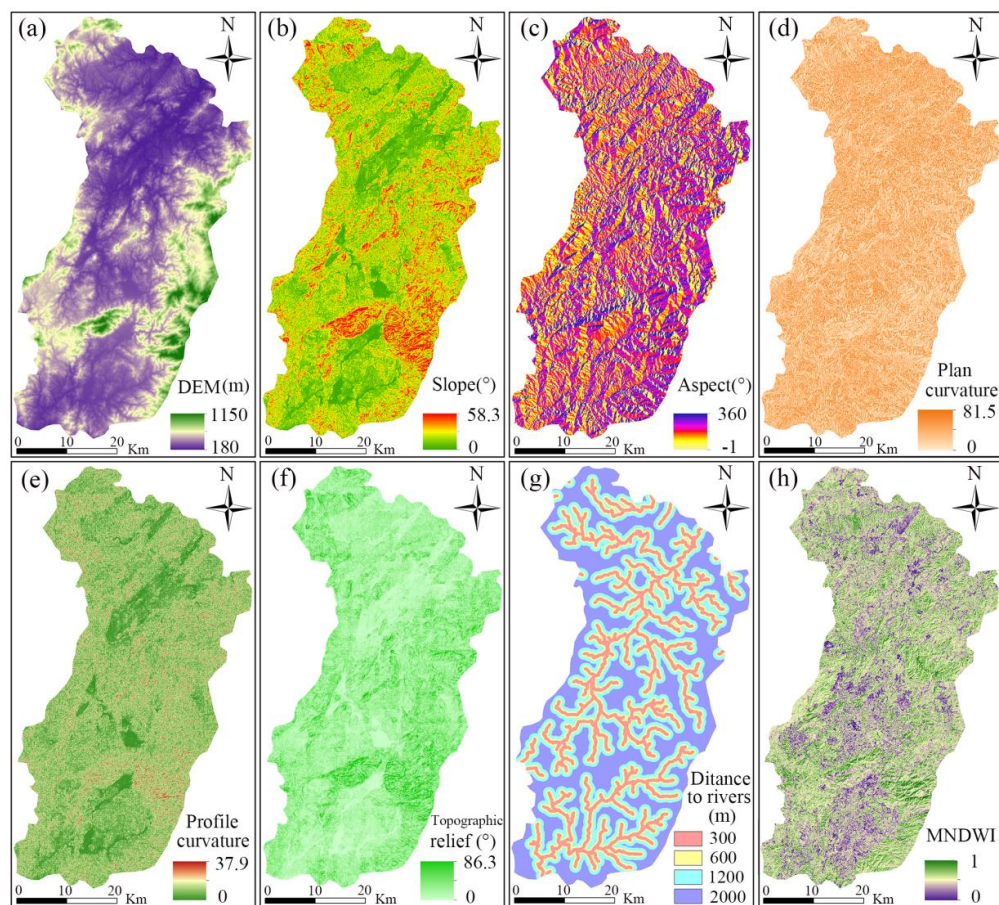 (a)
N
DEM(m)
1150
180
0 10 20
Km
(b)
N
Slope(°)
58.3
0
0 10 20
Km
(c)
N
Aspect(°)
360
-1
0 10 20
Km
(d)
N
Plan
curvature
81.5
0
0 10 20
Km
(e)
N
Profile
curvature
37.9
0
0 10 20
Km
(f)
N
Topographic
relief (°)
86.3
0
0 10 20
Km
(g)
N
Ditance
to rivers
(m)
300
600
1200
2000
0 10 20
Km
(h)
N
MNDWI
1
0
0 10 20
Km